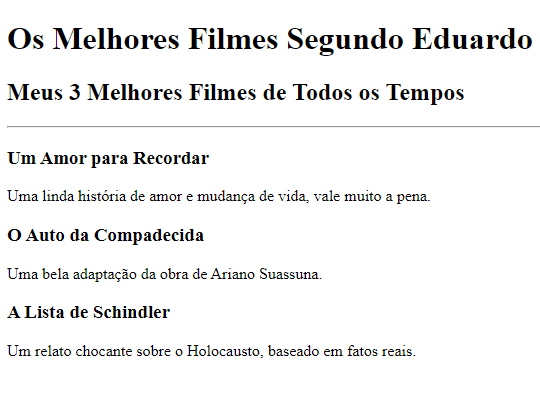 Os Melhores Filmes Segundo Eduardo
Meus 3 Melhores Filmes de Todos os Tempos
Um Amor para Recordar
Uma linda história de amor e mudança de vida, vale muito a pena.
O Auto da Compadecida
Uma bela adaptação da obra de Ariano Suassuna.
A Lista de Schindler
Um relato chocante sobre o Holocausto, baseado em fatos reais.